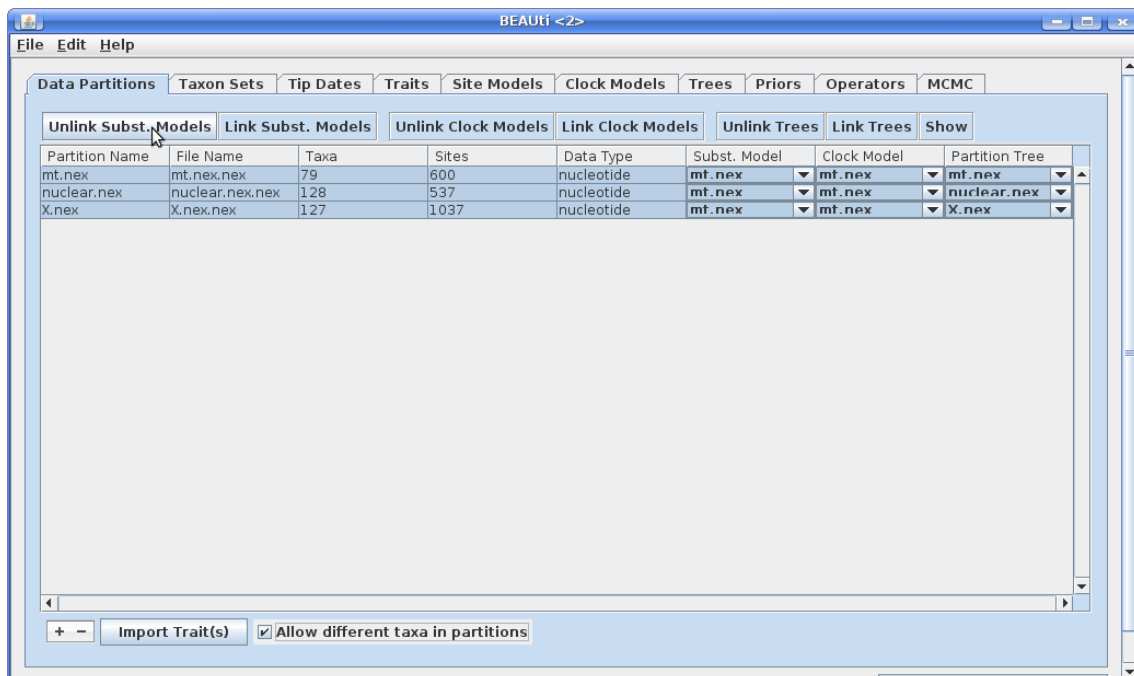 BEAUti <2>
File Edit Help
Data Partitions Taxon Sets Tip Dates Traits Site Models Clock Models Trees Priors Operators MCMC
Unlink Subst. Models Link Subst. Models Unlink Clock Models Link Clock Models Unlink Trees Link Trees Show
Partition Name File Name Taxa Sites Data Type Subst. Model Clock Model Partition Tree
mt.nex mt.nex.nex 79 600 nucleotide mt.nex mt.nex mt.nex
nuclear.nex nuclear.nex.nex 128 537 nucleotide mt.nex mt.nex nuclear.nex
X.nex X.nex.nex 127 1037 nucleotide mt.nex mt.nex X.nex
+ - Import Trait(s) Allow different taxa in partitions